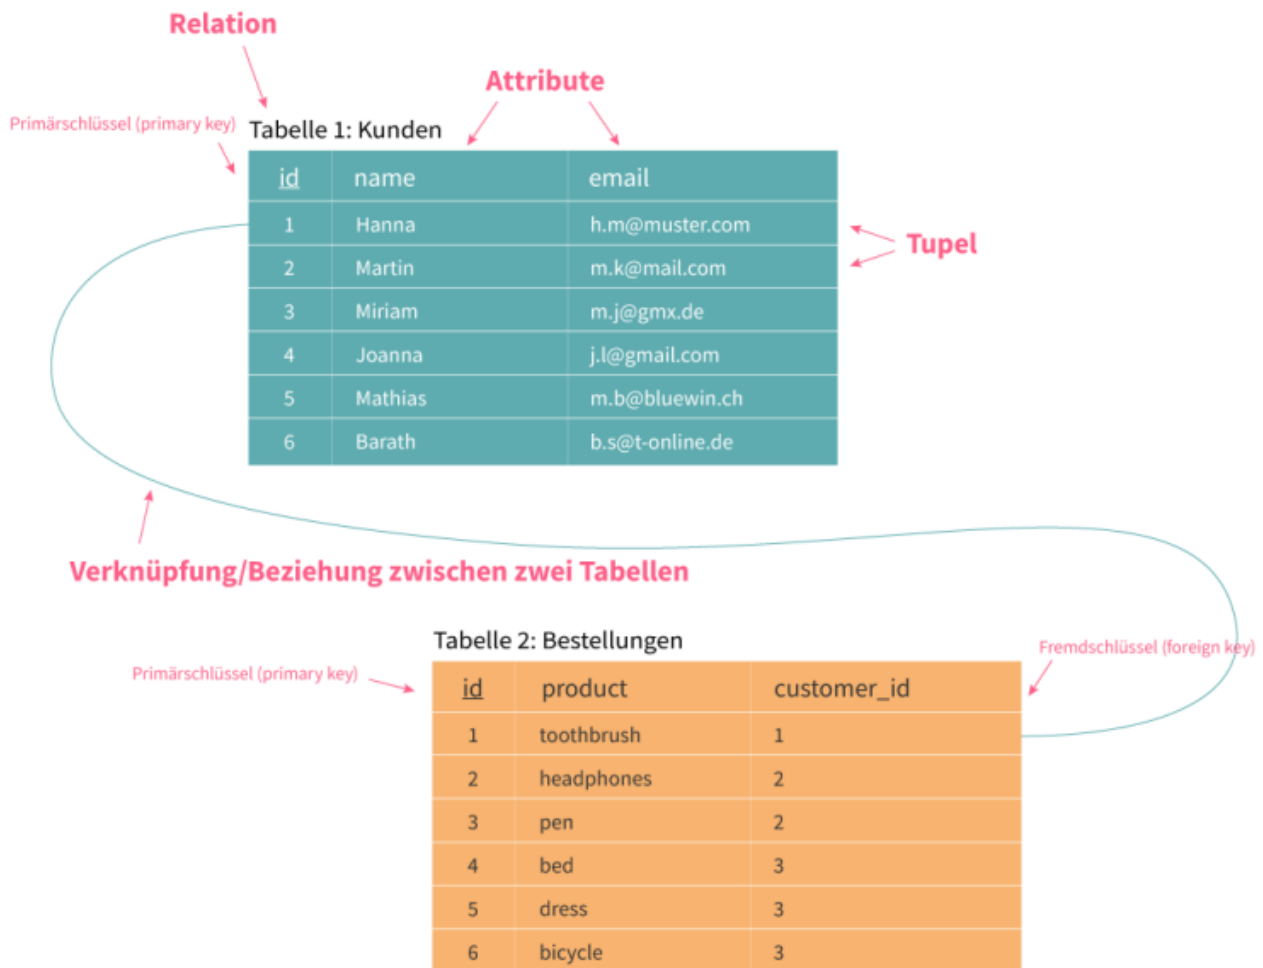 Relation
Attribute
Primärschlüssel (primary key)
Tabelle 1: Kunden
id name email
1 Hanna h.m@muster.com
2 Martin m.k@mail.com
Tupel
3 Miriam m.j@gmx.de
4 Joanna j.l@gmail.com
5 Mathias m.b@bluewin.ch
6 Barath b.s@t-online.de
Verknüpfung/Beziehung zwischen zwei Tabellen
Tabelle 2: Bestellungen
Fremdschlüssel (foreign key)
Primärschlüssel (primary key)
id product customer_id
1 toothbrush 1
2 headphones 2
3 pen 2
4 bed 3
5 dress 3
6 bicycle 3